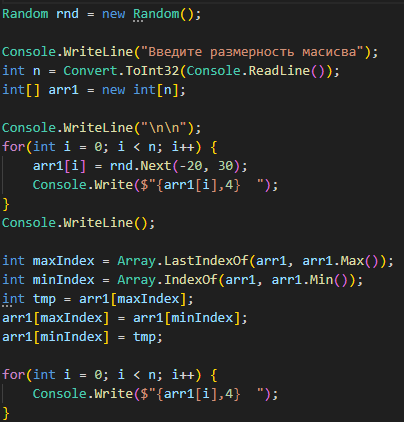 Random rnd = new Random();
Console.WriteLine("Введите размерность масисва");
int n = Convert.ToInt32(Console.ReadLine());
int[] arr1 = new int[n];
Console.WriteLine("\n\n");
for(int i = 0; i < n; i++) {
    arr1[i] = rnd.Next(-20, 30);
    Console.Write($"{arr1[i],4}  ");
}
Console.WriteLine();
int maxIndex = Array.LastIndexOf(arr1, arr1.Max());
int minIndex = Array.IndexOf(arr1, arr1.Min());
int tmp = arr1[maxIndex];
arr1[maxIndex] = arr1[minIndex];
arr1[minIndex] = tmp;
for(int i = 0; i < n; i++) {
    Console.Write($"{arr1[i],4}  ");
}